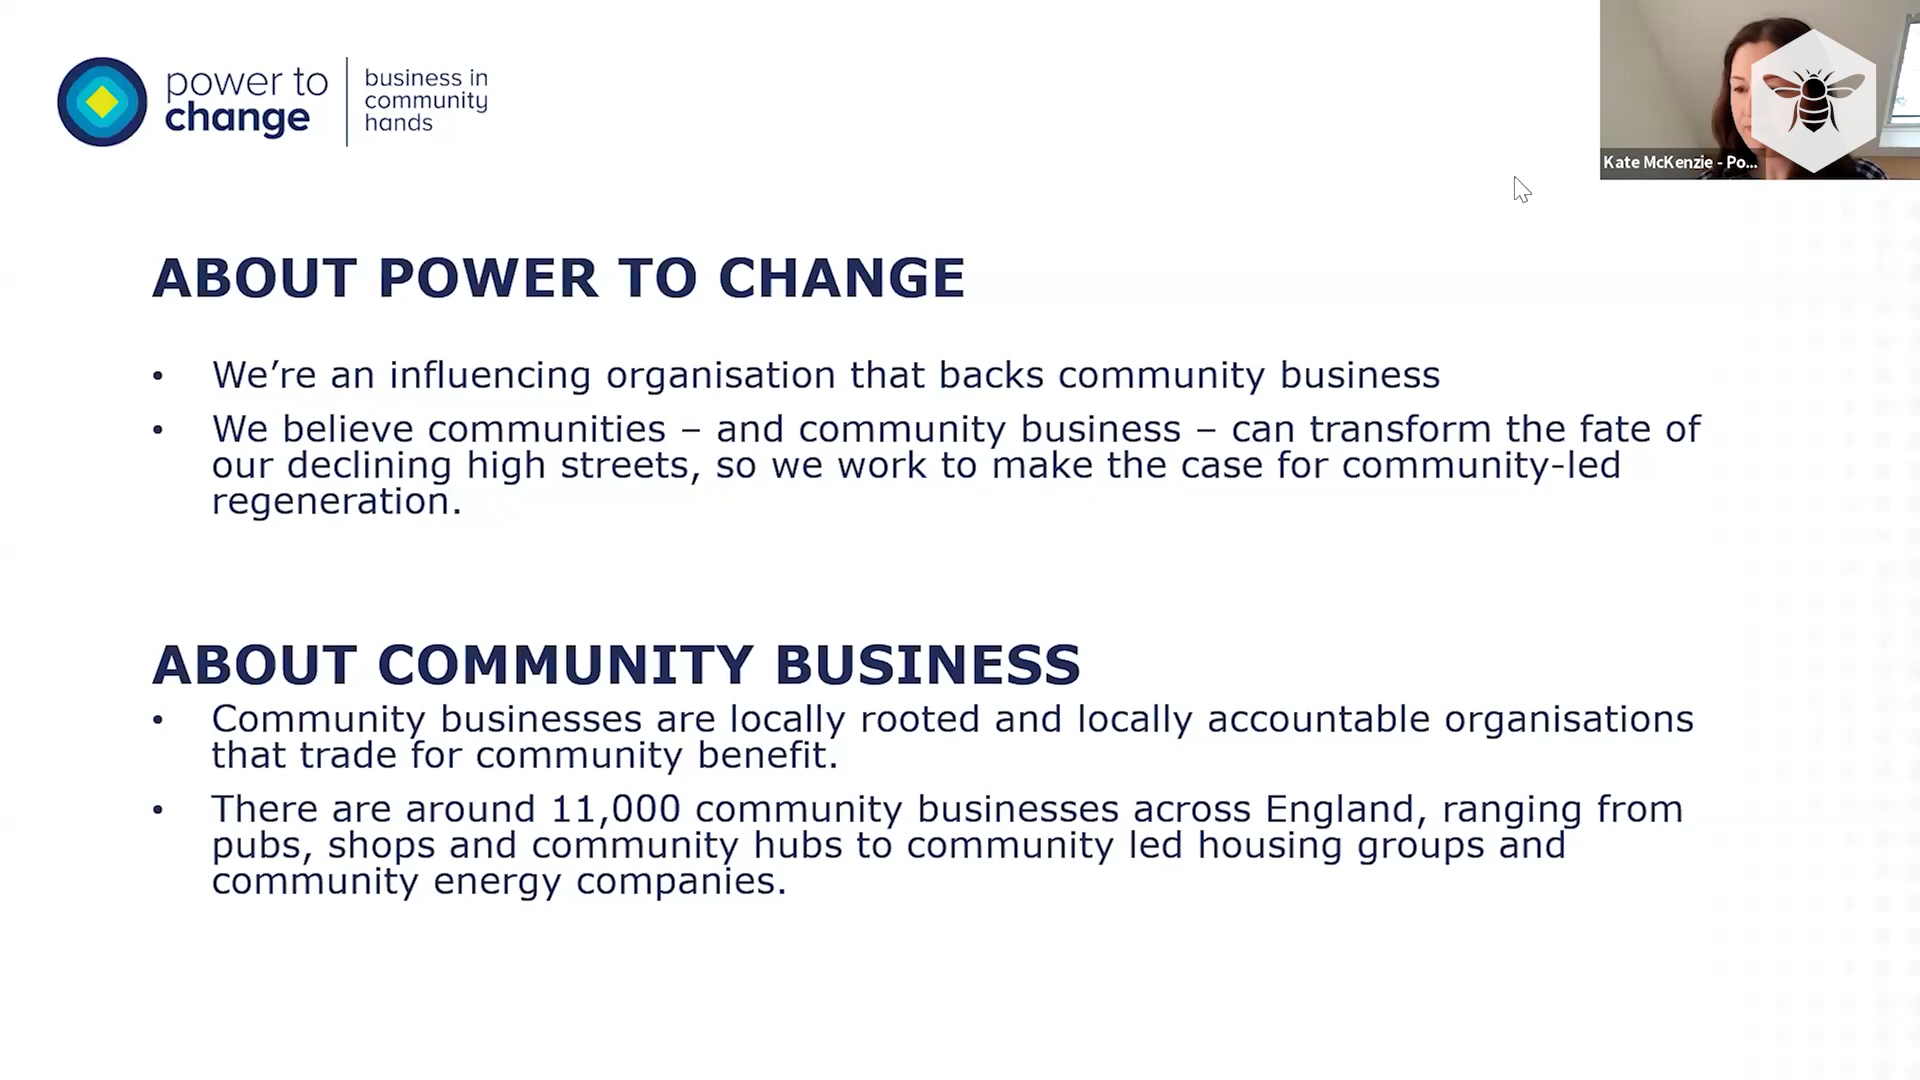 power to
change
business in
community
hands
Kate McKenzie - Po...
ABOUT POWER TO CHANGE
• We’re an influencing organisation that backs community business
• We believe communities – and community business – can transform the fate of
our declining high streets, so we work to make the case for community-led
regeneration.
ABOUT COMMUNITY BUSINESS
• Community businesses are locally rooted and locally accountable organisations
that trade for community benefit.
• There are around 11,000 community businesses across England, ranging from
pubs, shops and community hubs to community led housing groups and
community energy companies.